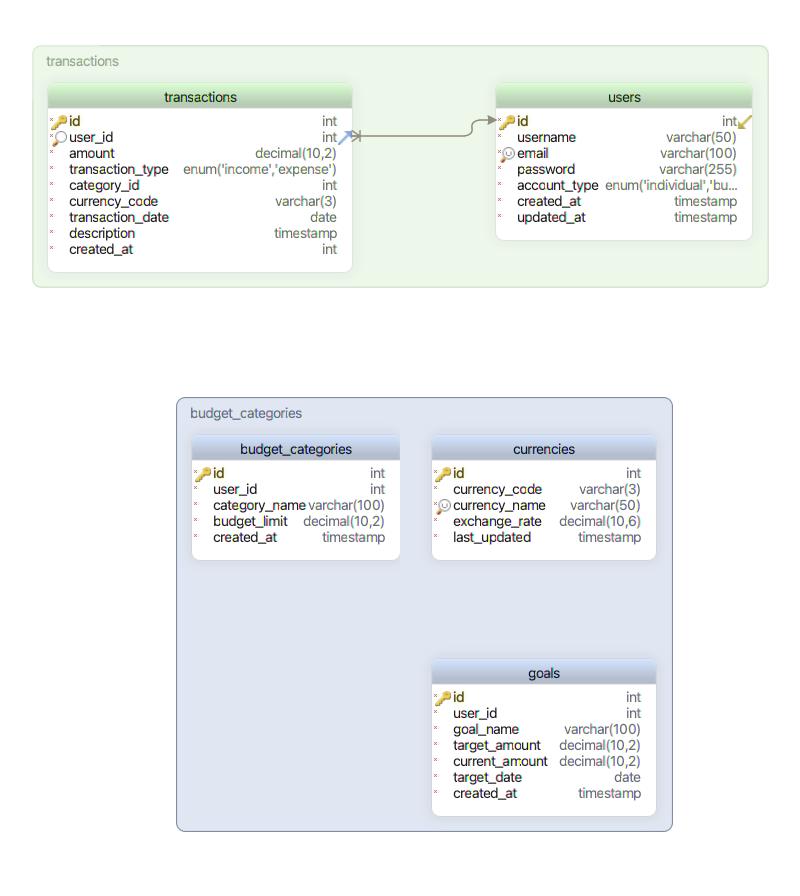 transactions
transactions
id int
user_id int
amount decimal(10,2)
transaction_type enum('income','expense')
category_id int
currency_code varchar(3)
transaction_date date
description timestamp
created_at int
users
id int
username varchar(50)
email varchar(100)
password varchar(255)
account_type enum('individual','bu...
created_at timestamp
updated_at timestamp
budget_categories
budget_categories
id int
user_id int
category_name varchar(100)
budget_limit decimal(10,2)
created_at timestamp
currencies
id int
currency_code varchar(3)
currency_name varchar(50)
exchange_rate decimal(10,6)
last_updated timestamp
goals
id int
user_id int
goal_name varchar(100)
target_amount decimal(10,2)
current_amount decimal(10,2)
target_date date
created_at timestamp